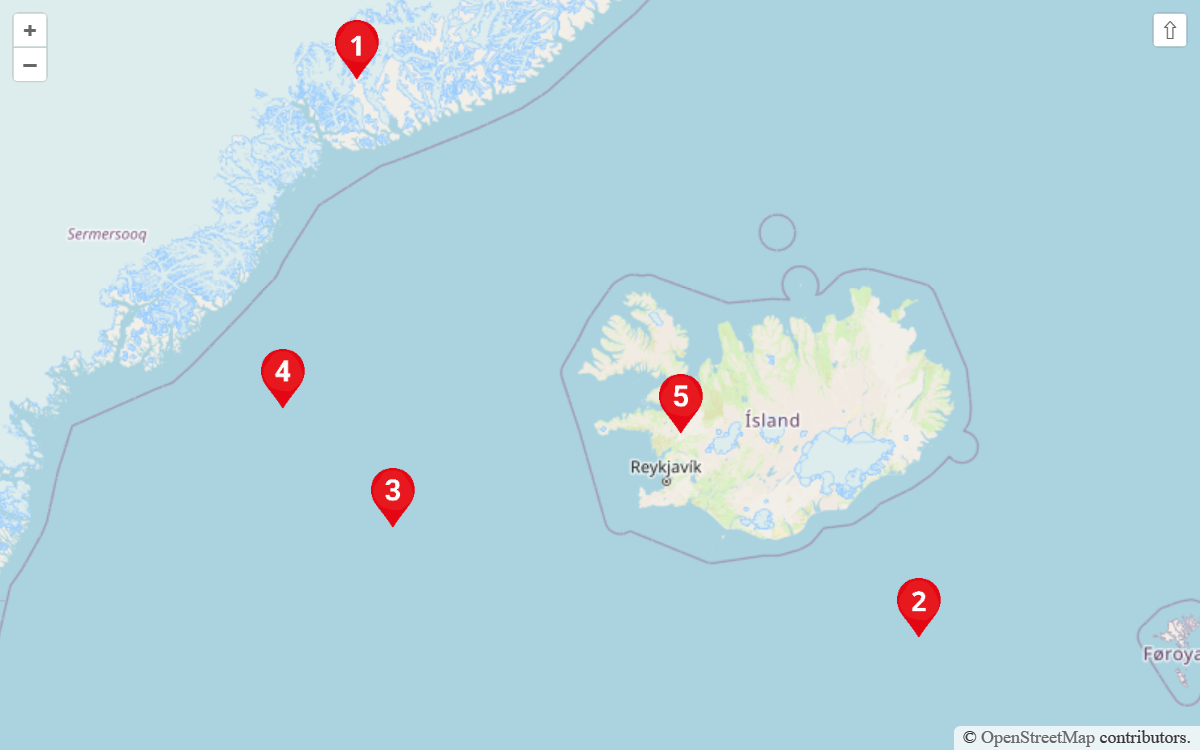 +
−
⇧
1
Sermersooq
4
5
Ísland
Reykjavík
3
2
Føroya
© OpenStreetMap contributors.